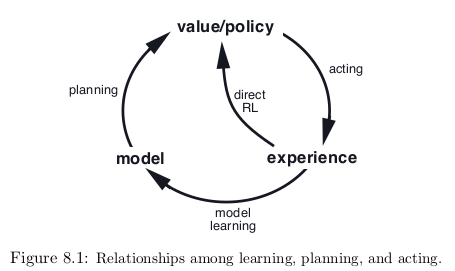 value/policy
acting
planning
direct
RL
model
experience
model
learning
Figure 8.1: Relationships among learning, planning, and acting.